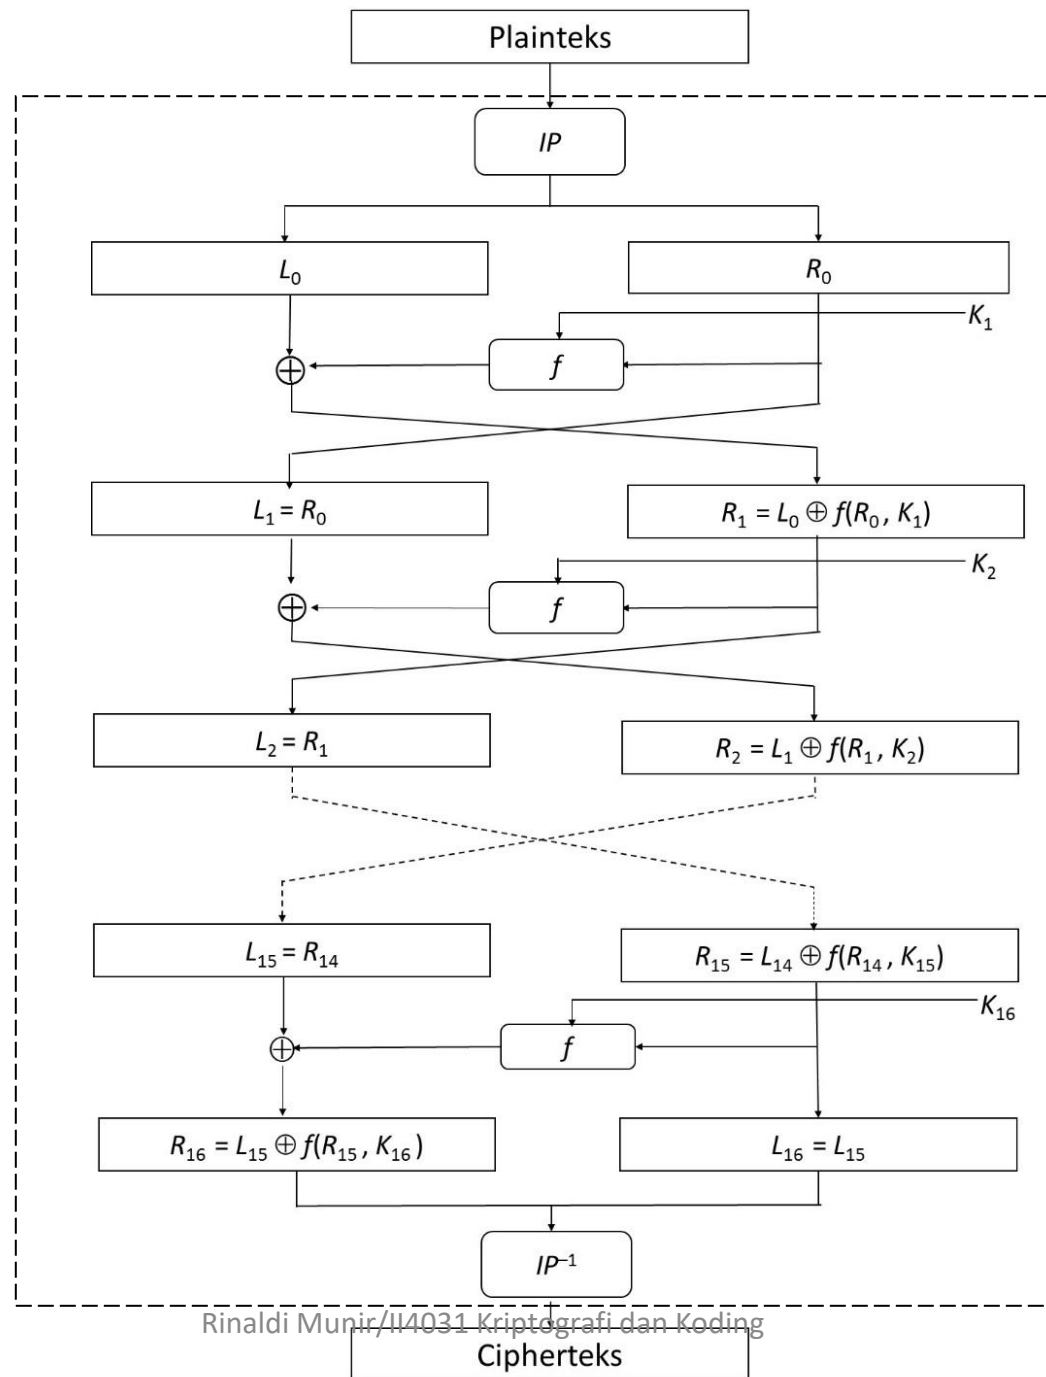 Plainteks
IP
L₀ R₀
K₁
⊕ f
L₁ = R₀ R₁ = L₀ ⊕ f(R₀ , K₁)
K₂
⊕ f
L₂ = R₁ R₂ = L₁ ⊕ f(R₁ , K₂)
L₁₅ = R₁₄ R₁₅ = L₁₄ ⊕ f(R₁₄ , K₁₅)
K₁₆
⊕ f
R₁₆ = L₁₅ ⊕ f(R₁₅ , K₁₆ ) L₁₆ = L₁₅
IP⁻¹
Rinaldi Munir/II4031 Kriptografi dan Koding
Cipherteks